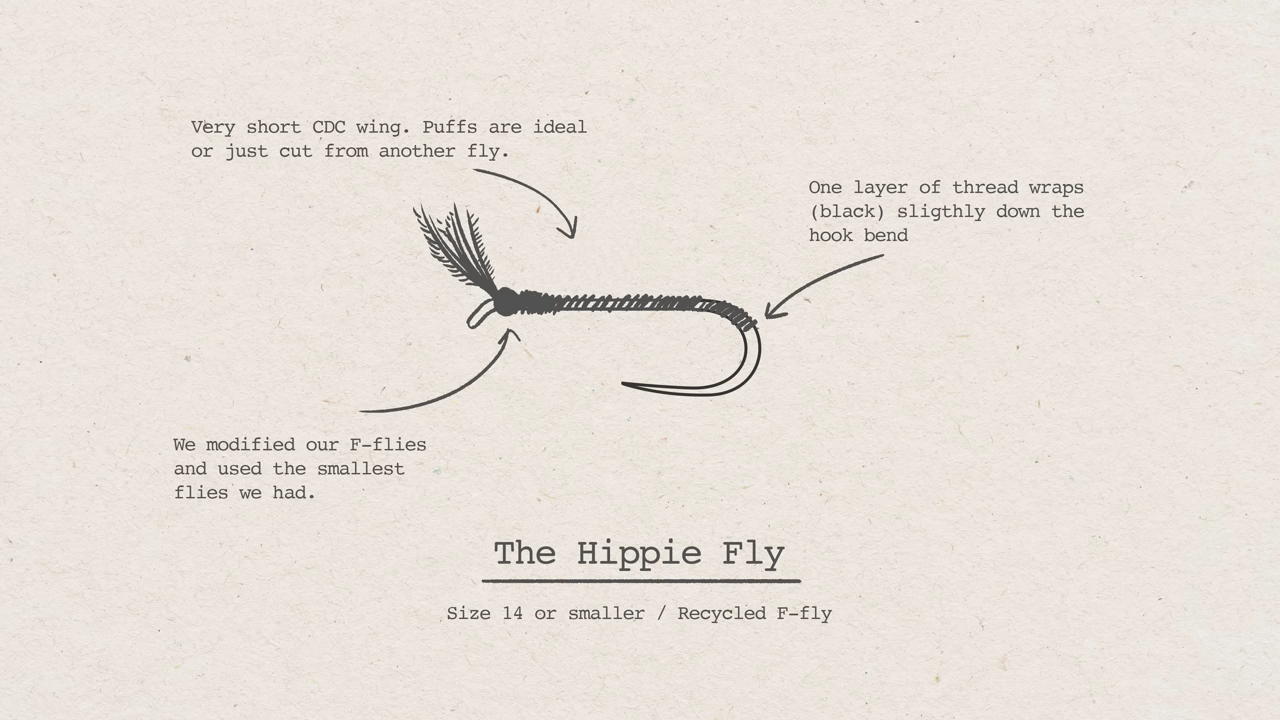 Very short CDC wing. Puffs are ideal
or just cut from another fly.
One layer of thread wraps
(black) sligthly down the
hook bend
We modified our F-flies
and used the smallest
flies we had.
The Hippie Fly
Size 14 or smaller / Recycled F-fly